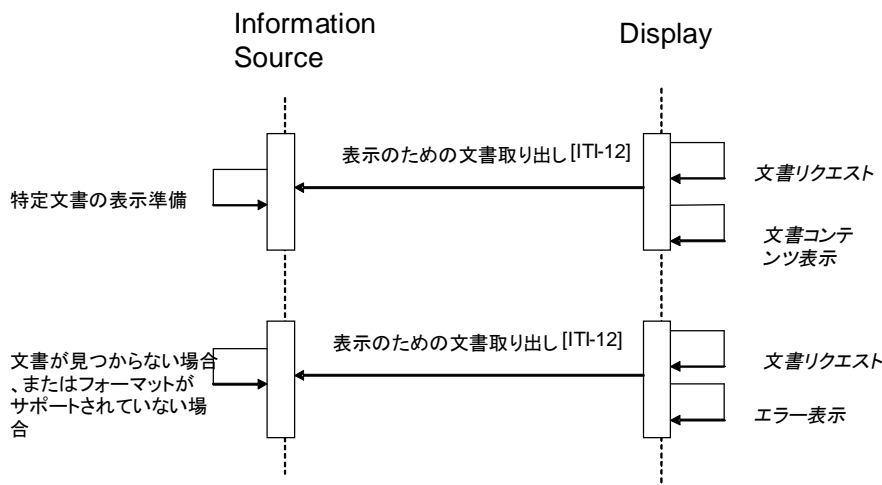 Information
Source
Display
表示のための文書取り出し[ITI-12]
文書リクエスト
特定文書の表示準備
文書コンテ
ンツ表示
表示のための文書取り出し[ITI-12]
文書が見つからない場合
、またはフォーマットが
サポートされていない場
合
文書リクエスト
エラー表示